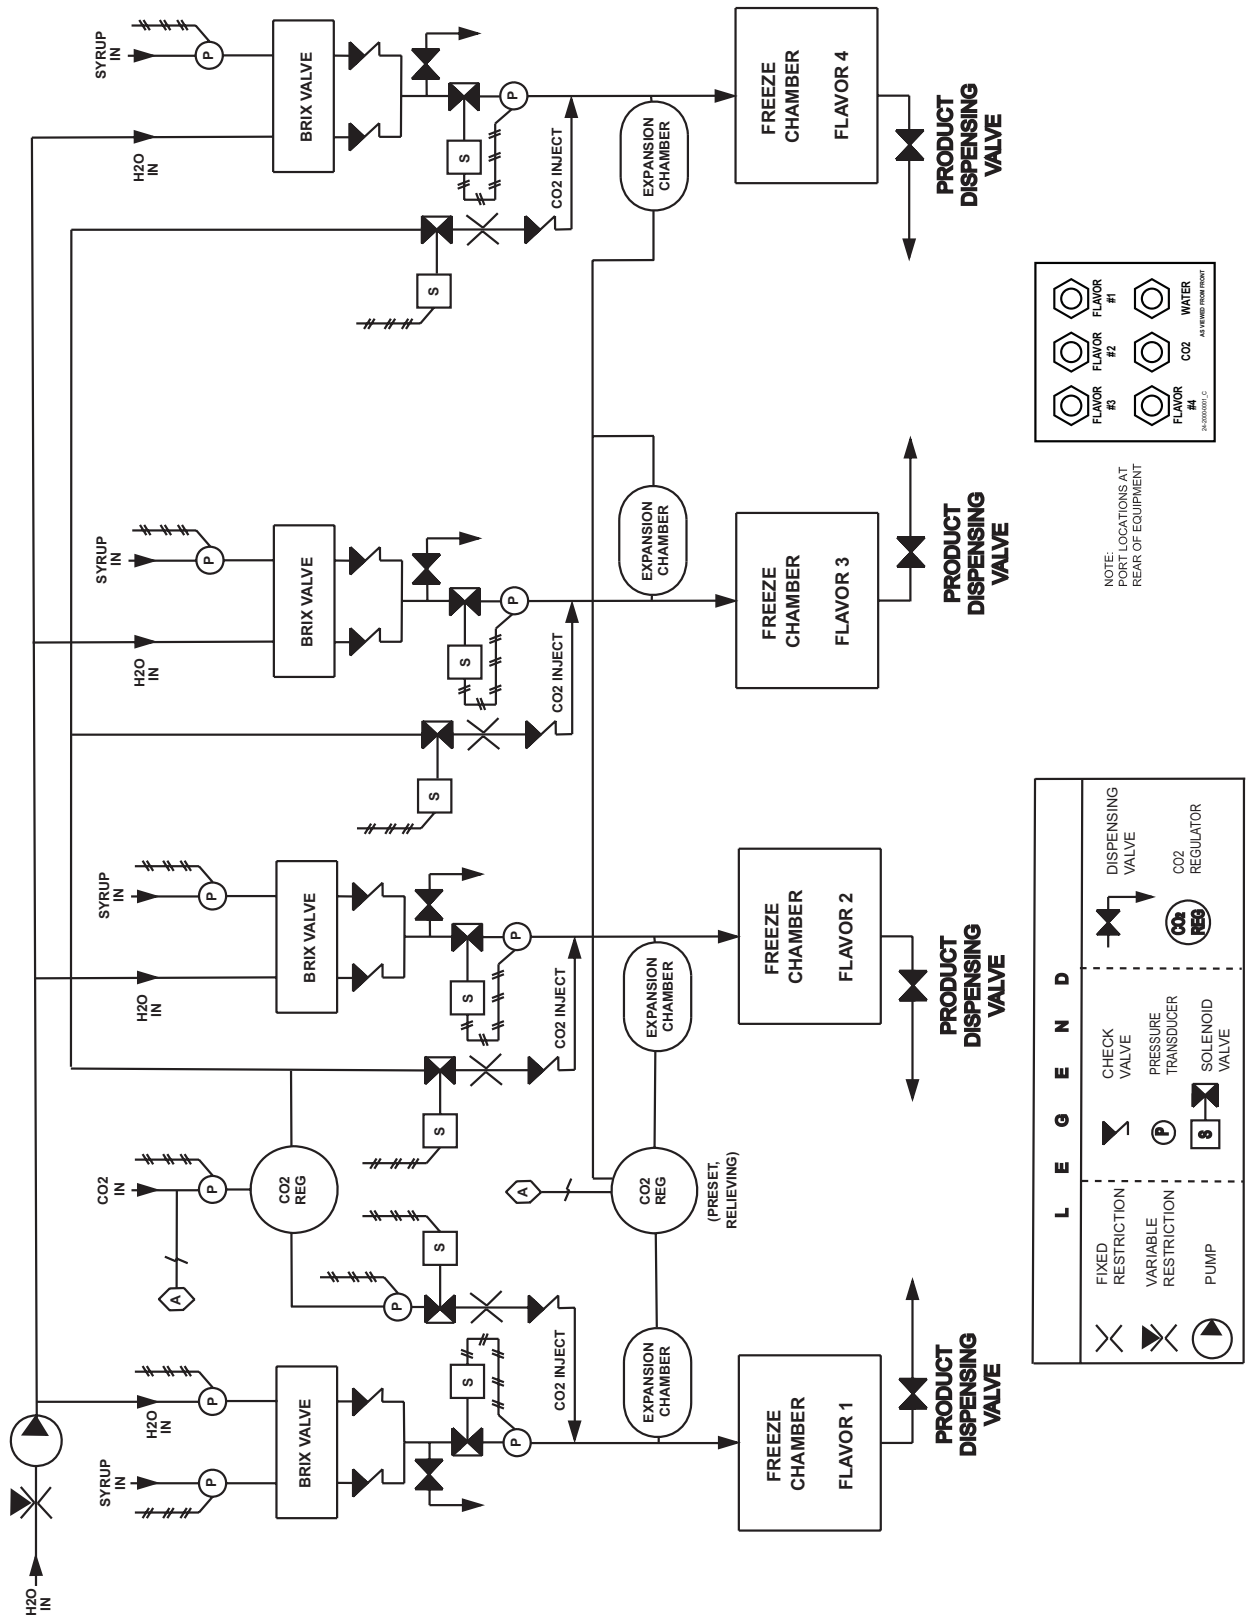 H2O
IN
SYRUP
IN
P
H2O
IN
P
BRIX VALVE
S
P
CO2 INJECT
EXPANSION
CHAMBER
FREEZE
CHAMBER
FLAVOR 1
PRODUCT
DISPENSING
VALVE
A
CO2
IN
P
CO2
REG
P
S
A
CO2
REG
(PRESET,
RELIEVING)
S
H2O
IN
SYRUP
IN
P
BRIX VALVE
S
P
CO2 INJECT
EXPANSION
CHAMBER
FREEZE
CHAMBER
FLAVOR 2
PRODUCT
DISPENSING
VALVE
S
H2O
IN
SYRUP
IN
P
BRIX VALVE
S
P
CO2 INJECT
EXPANSION
CHAMBER
FREEZE
CHAMBER
FLAVOR 3
PRODUCT
DISPENSING
VALVE
S
H2O
IN
SYRUP
IN
P
BRIX VALVE
S
P
CO2 INJECT
EXPANSION
CHAMBER
FREEZE
CHAMBER
FLAVOR 4
PRODUCT
DISPENSING
VALVE
LEGEND
FIXED
RESTRICTION
VARIABLE
RESTRICTION
PUMP
CHECK
VALVE
P
PRESSURE
TRANSDUCER
S
SOLENOID
VALVE
DISPENSING
VALVE
CO2
REG
CO2
REGULATOR
NOTE:
PORT LOCATIONS AT
REAR OF EQUIPMENT
FLAVOR
#3
FLAVOR
#2
FLAVOR
#1
FLAVOR
#4
CO2
WATER
24-2000-0001_C
AS VIEWED FROM FRONT